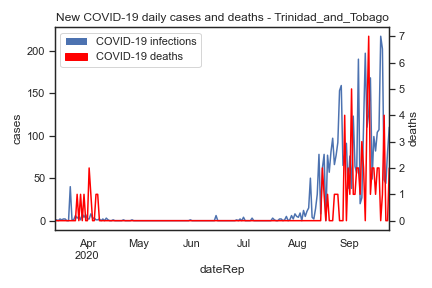 New COVID-19 daily cases and deaths - Trinidad_and_Tobago
COVID-19 infections
COVID-19 deaths
200
150
100
50
0
cases
7
6
5
4
3
2
1
0
deaths
Apr May Jun Jul Aug Sep
2020
dateRep